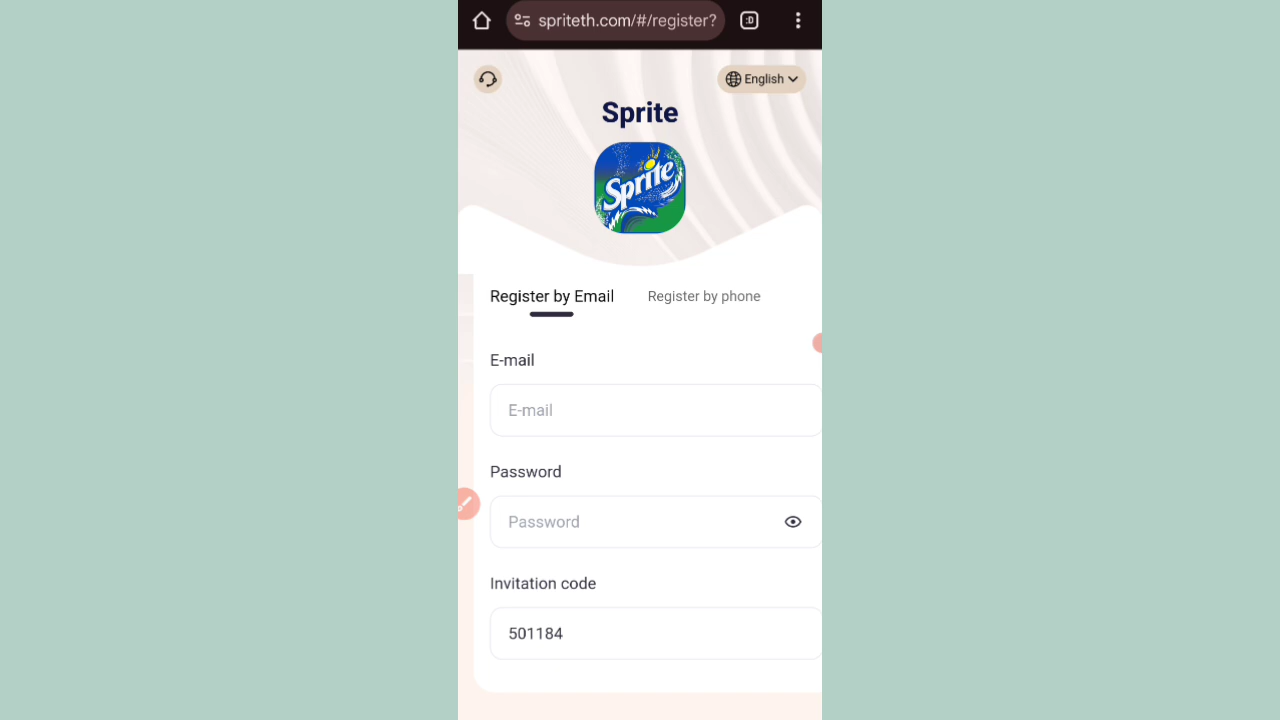 spriteth.com/#/register?
:D
English
Sprite
Sprite
Register by Email
Register by phone
E-mail
E-mail
Password
Password
Invitation code
501184